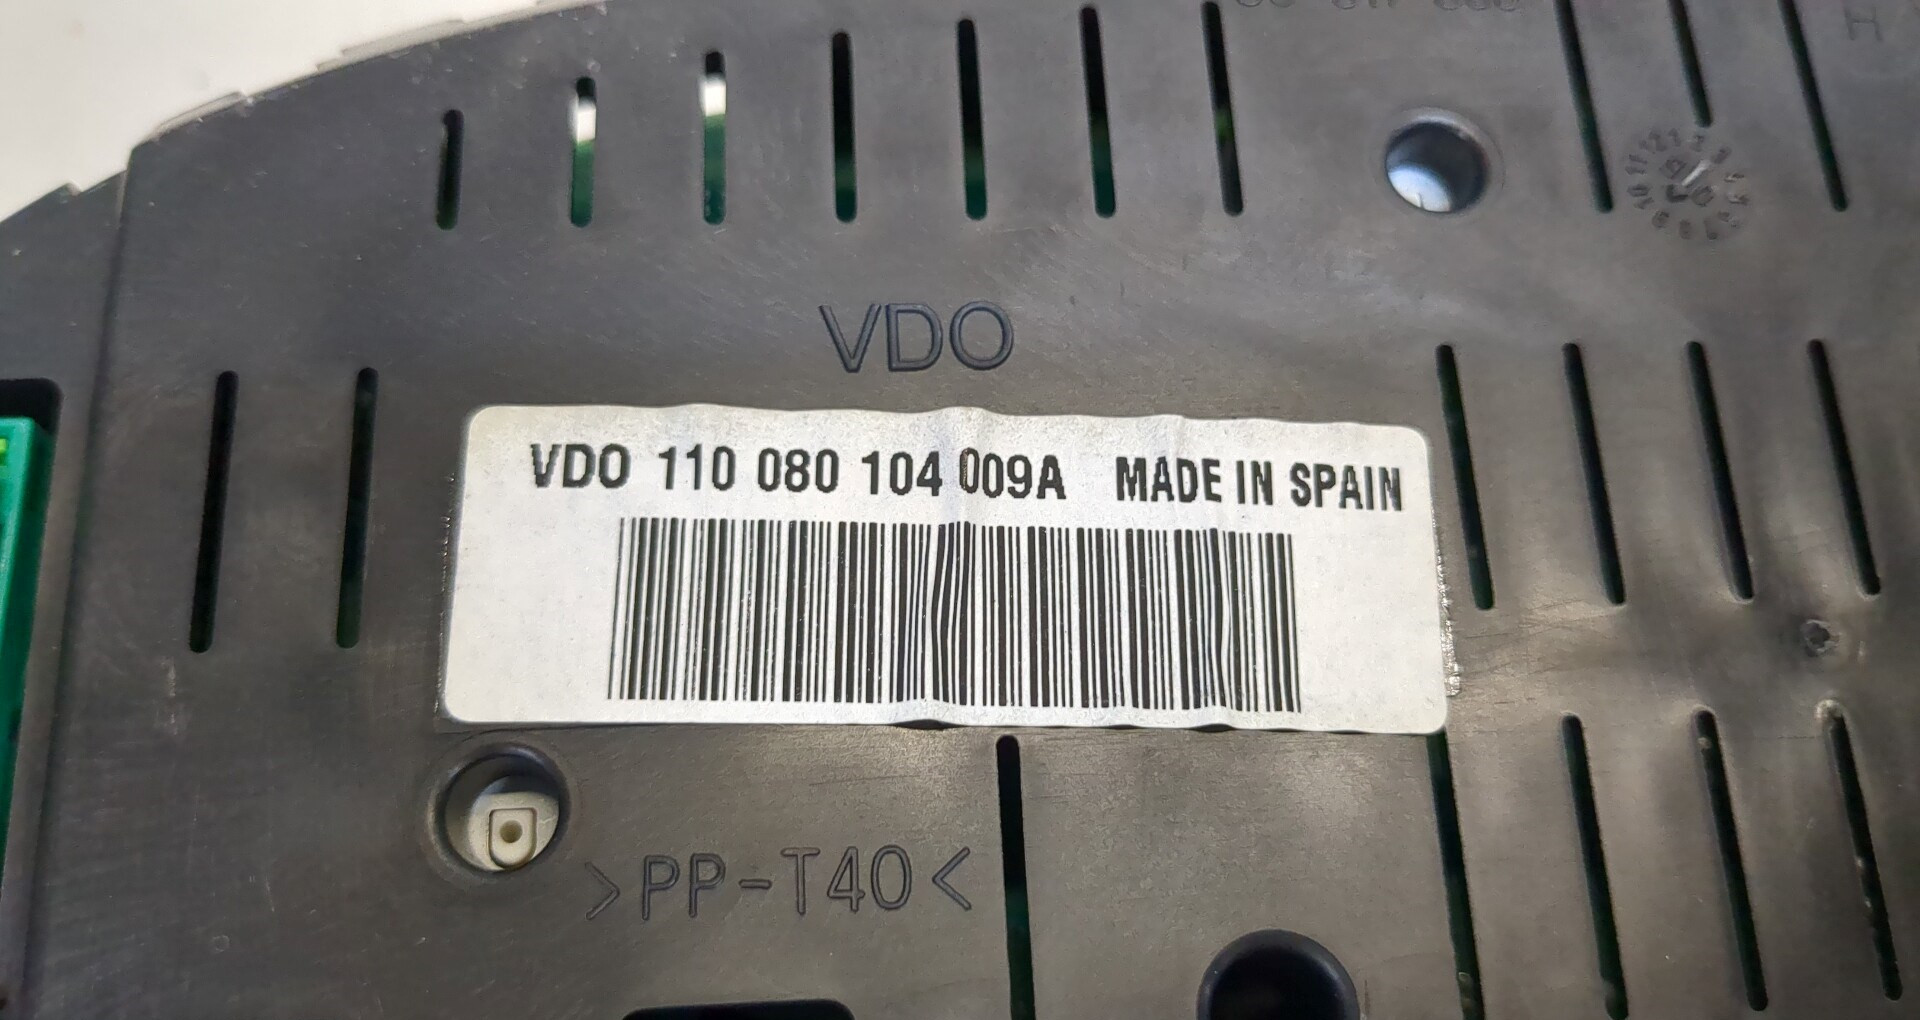 VDO
VDO 110 080 104 009A MADE IN SPAIN
>PP-T40<